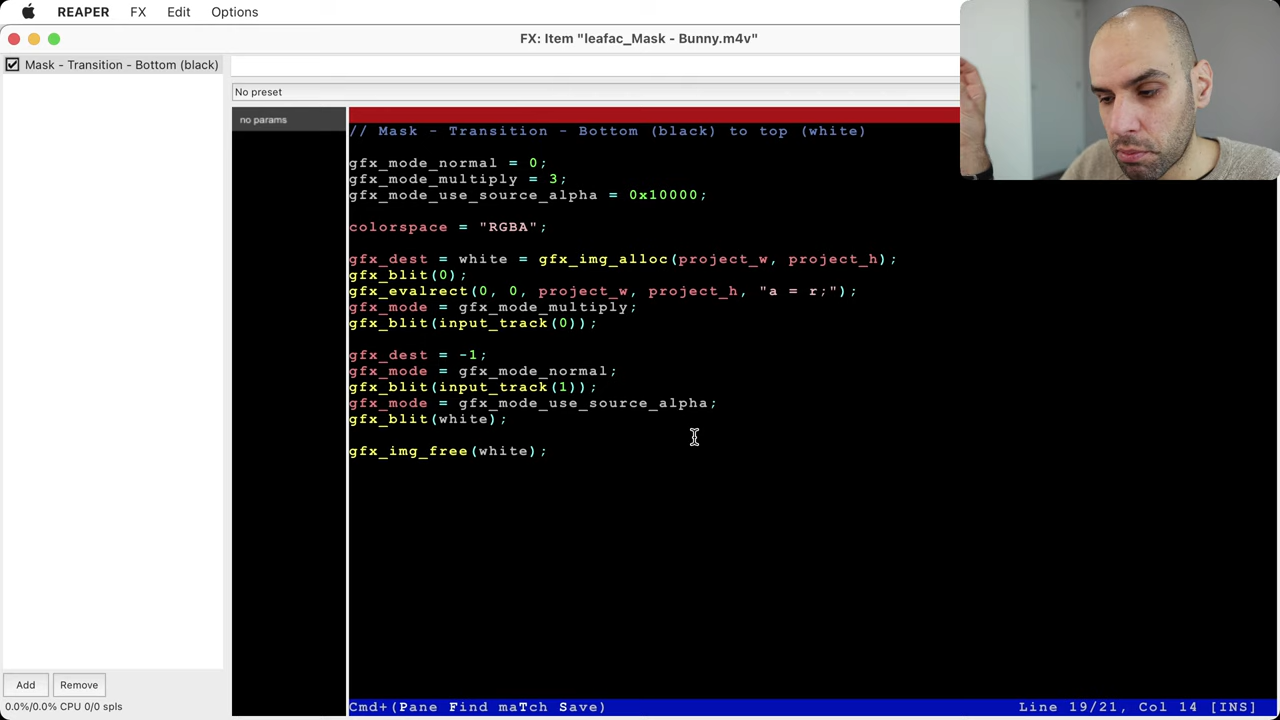 REAPER FX Edit Options
FX: Item "leafac_Mask - Bunny.m4v"
Mask - Transition - Bottom (black)
No preset
no params
// Mask - Transition - Bottom (black) to top (white)
gfx_mode_normal = 0;
gfx_mode_multiply = 3;
gfx_mode_use_source_alpha = 0x10000;
colorspace = "RGBA";
gfx_dest = white = gfx_img_alloc(project_w, project_h);
gfx_blit(0);
gfx_evalrect(0, 0, project_w, project_h, "a = r;");
gfx_mode = gfx_mode_multiply;
gfx_blit(input_track(0));
gfx_dest = -1;
gfx_mode = gfx_mode_normal;
gfx_blit(input_track(1));
gfx_mode = gfx_mode_use_source_alpha;
gfx_blit(white);
gfx_img_free(white);
Add Remove
0.0%/0.0% CPU 0/0 spls
Cmd+(Pane Find maTch Save) Line 19/21, Col 14 [INS]